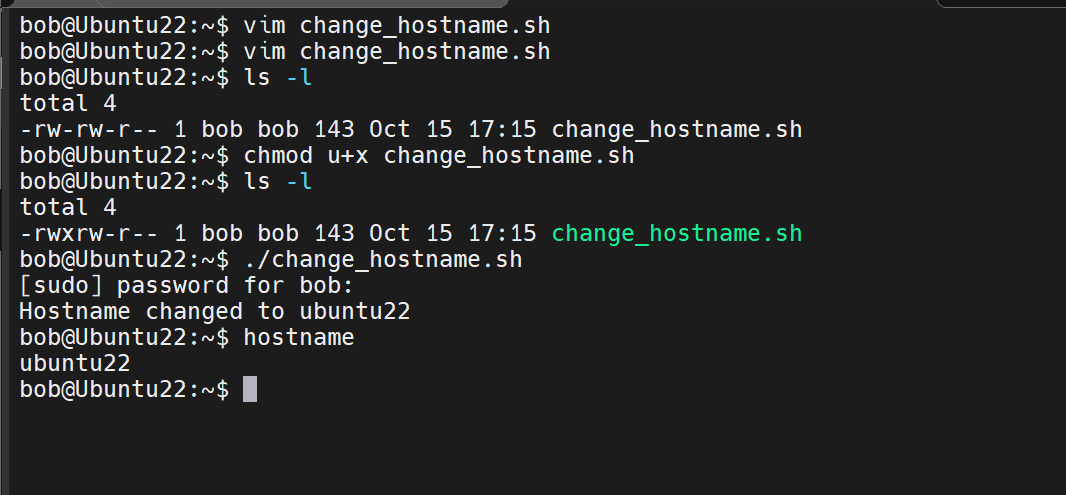 bob@Ubuntu22:~$ vim change_hostname.sh
bob@Ubuntu22:~$ vim change_hostname.sh
bob@Ubuntu22:~$ ls -l
total 4
-rw-rw-r-- 1 bob bob 143 Oct 15 17:15 change_hostname.sh
bob@Ubuntu22:~$ chmod u+x change_hostname.sh
bob@Ubuntu22:~$ ls -l
total 4
-rwxrw-r-- 1 bob bob 143 Oct 15 17:15 change_hostname.sh
bob@Ubuntu22:~$ ./change_hostname.sh
[sudo] password for bob:
Hostname changed to ubuntu22
bob@Ubuntu22:~$ hostname
ubuntu22
bob@Ubuntu22:~$